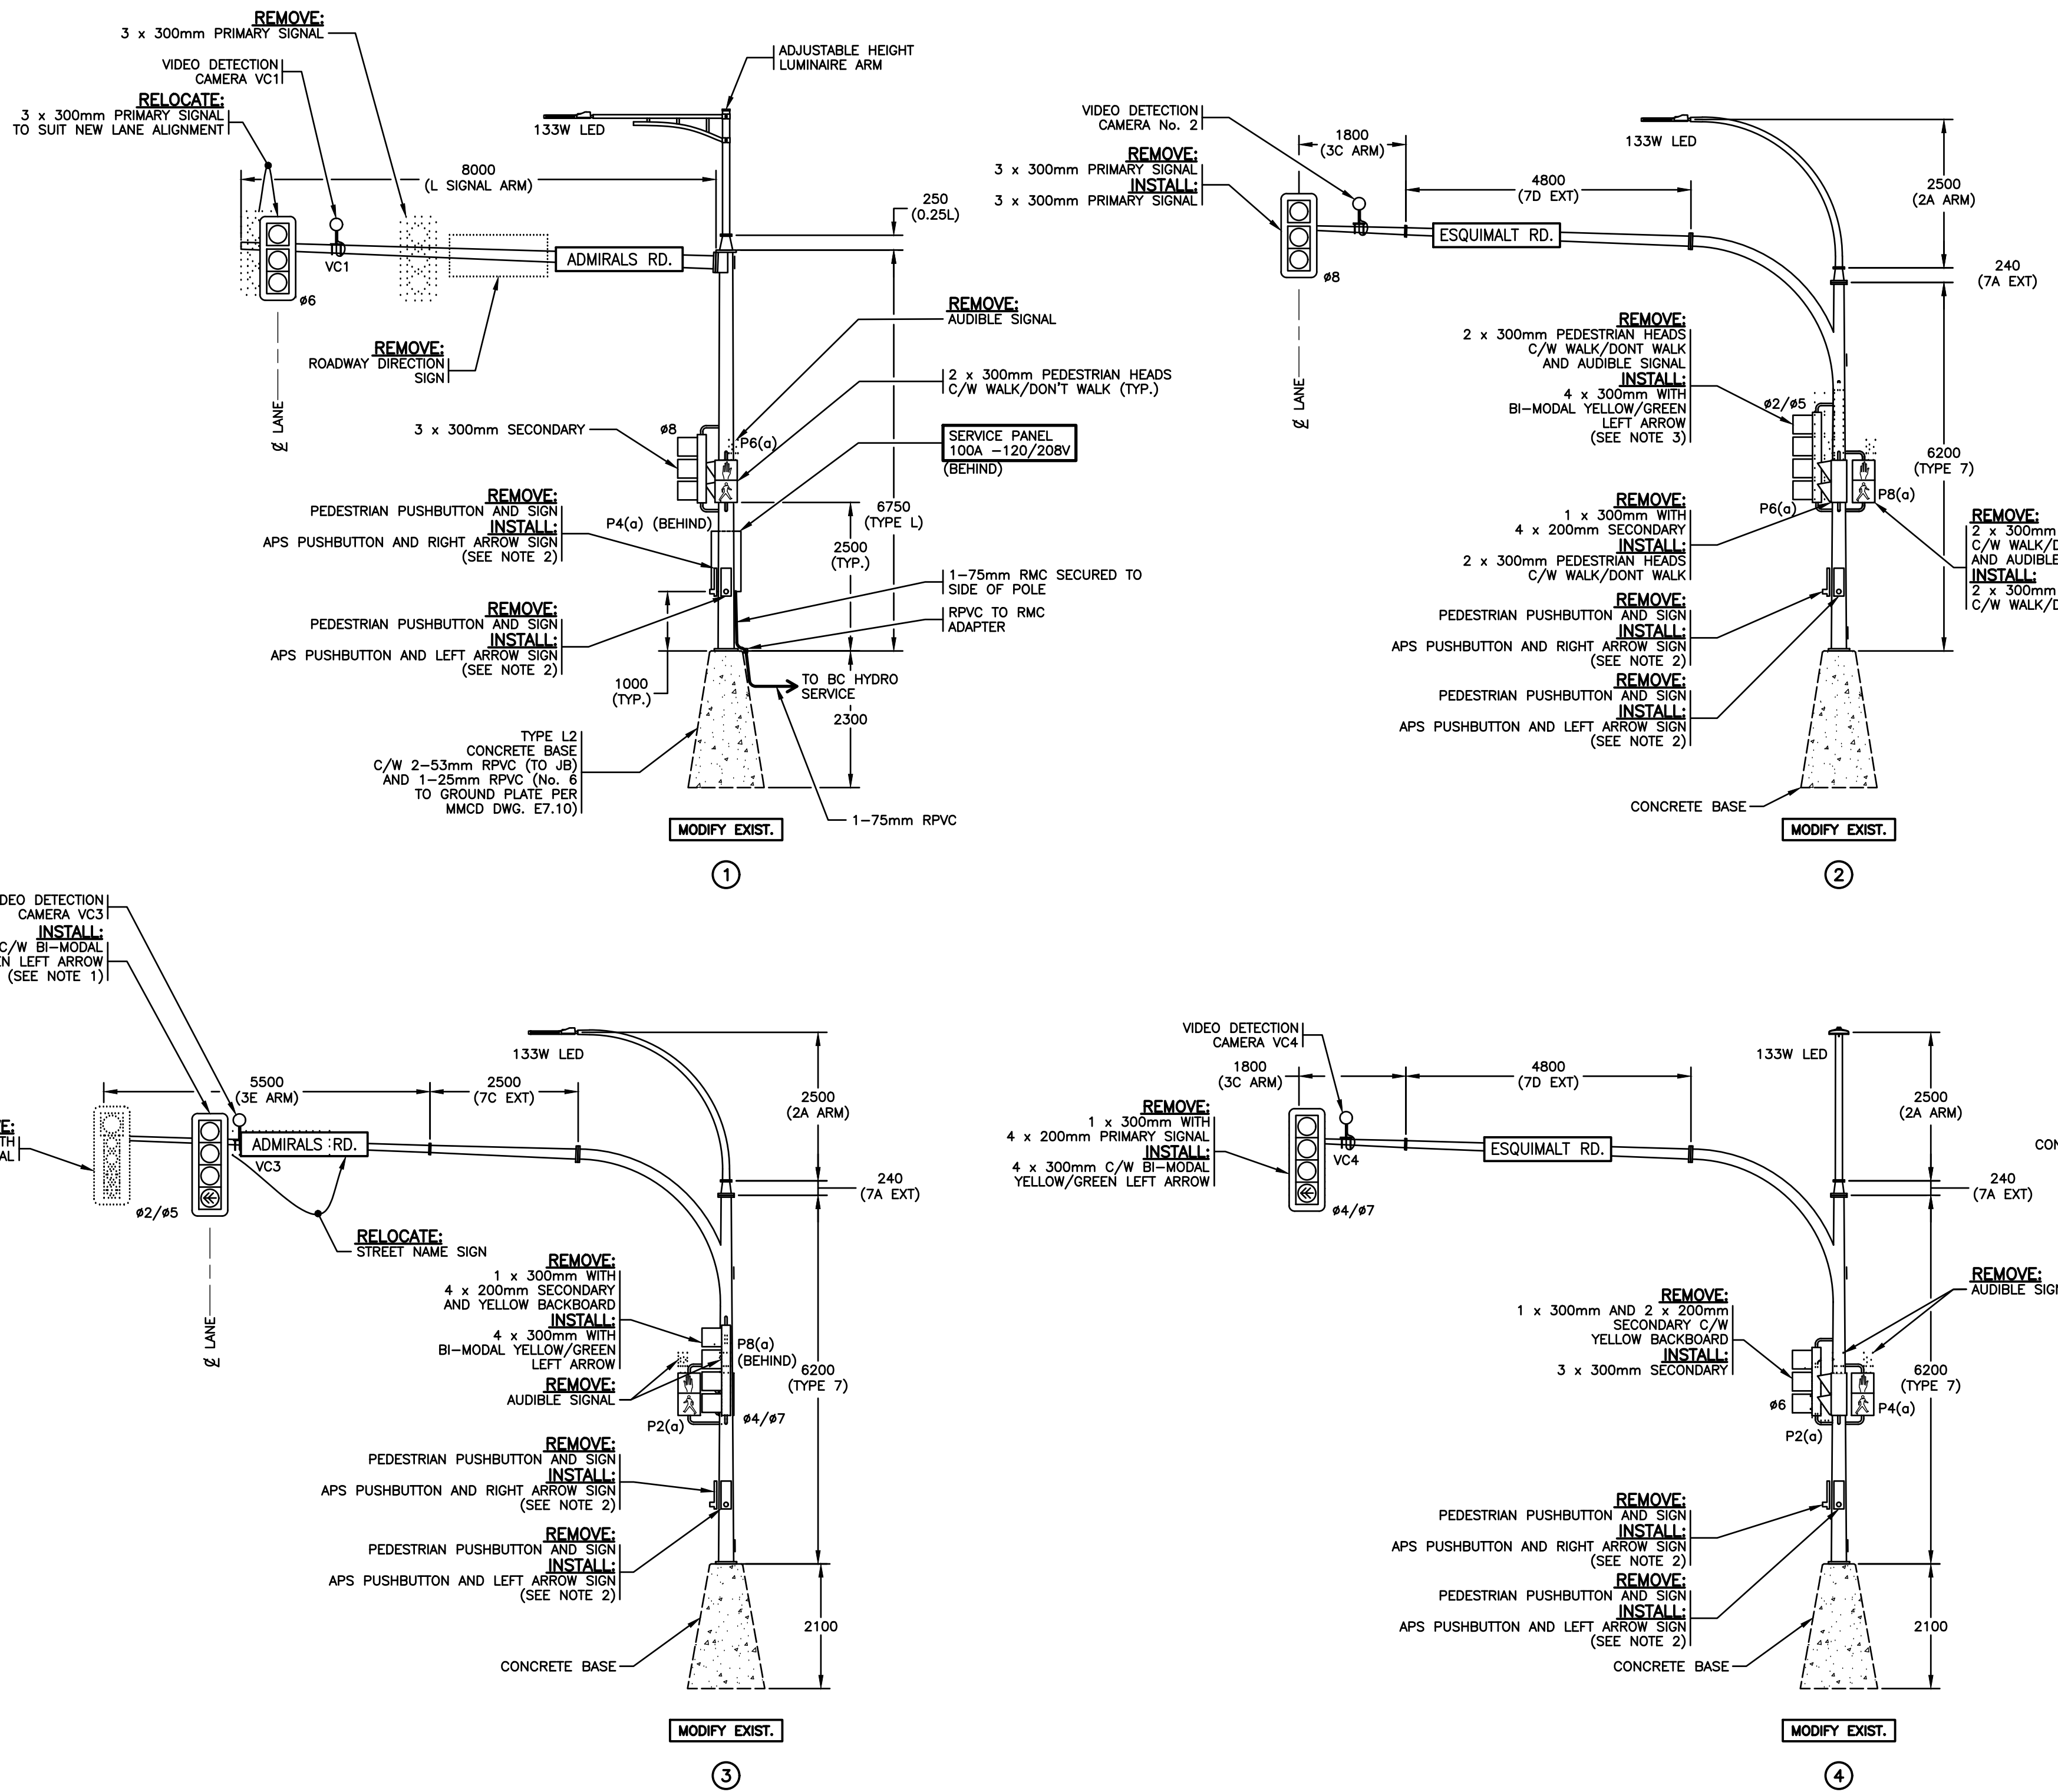 REMOVE:
3 x 300mm PRIMARY SIGNAL
VIDEO DETECTION
CAMERA VC1
RELOCATE:
3 x 300mm PRIMARY SIGNAL
TO SUIT NEW LANE ALIGNMENT
ADJUSTABLE HEIGHT
LUMINAIRE ARM
133W LED
8000
(L SIGNAL ARM)
250
(0.25L)
VC1
ADMIRALS RD.
ø6
REMOVE:
ROADWAY DIRECTION
SIGN
℄ LANE
REMOVE:
AUDIBLE SIGNAL
2 x 300mm PEDESTRIAN HEADS
C/W WALK/DON'T WALK (TYP.)
3 x 300mm SECONDARY
ø8
P6(a)
SERVICE PANEL
100A -120/208V
(BEHIND)
REMOVE:
PEDESTRIAN PUSHBUTTON AND SIGN
INSTALL:
APS PUSHBUTTON AND RIGHT ARROW SIGN
(SEE NOTE 2)
P4(a) (BEHIND)
6750
(TYPE L)
2500
(TYP.)
1-75mm RMC SECURED TO
SIDE OF POLE
RPVC TO RMC
ADAPTER
REMOVE:
PEDESTRIAN PUSHBUTTON AND SIGN
INSTALL:
APS PUSHBUTTON AND LEFT ARROW SIGN
(SEE NOTE 2)
1000
(TYP.)
TO BC HYDRO
SERVICE
2300
TYPE L2
CONCRETE BASE
C/W 2-53mm RPVC (TO JB)
AND 1-25mm RPVC (No. 6
TO GROUND PLATE PER
MMCD DWG. E7.10)
1-75mm RPVC
MODIFY EXIST.
1
VIDEO DETECTION
CAMERA No. 2
REMOVE:
3 x 300mm PRIMARY SIGNAL
INSTALL:
3 x 300mm PRIMARY SIGNAL
1800
(3C ARM)
4800
(7D EXT)
133W LED
2500
(2A ARM)
ESQUIMALT RD.
ø8
240
(7A EXT)
℄ LANE
REMOVE:
2 x 300mm PEDESTRIAN HEADS
C/W WALK/DONT WALK
AND AUDIBLE SIGNAL
INSTALL:
4 x 300mm WITH
BI-MODAL YELLOW/GREEN
LEFT ARROW
(SEE NOTE 3)
ø2/ø5
6200
(TYPE 7)
P8(a)
P6(a)
REMOVE:
1 x 300mm WITH
4 x 200mm SECONDARY
INSTALL:
2 x 300mm PEDESTRIAN HEADS
C/W WALK/DONT WALK
REMOVE:
2 x 300mm
C/W WALK/D
AND AUDIBLE
INSTALL:
2 x 300mm
C/W WALK/D
REMOVE:
PEDESTRIAN PUSHBUTTON AND SIGN
INSTALL:
APS PUSHBUTTON AND RIGHT ARROW SIGN
(SEE NOTE 2)
REMOVE:
PEDESTRIAN PUSHBUTTON AND SIGN
INSTALL:
APS PUSHBUTTON AND LEFT ARROW SIGN
(SEE NOTE 2)
CONCRETE BASE
MODIFY EXIST.
2
DEO DETECTION
CAMERA VC3
INSTALL:
C/W BI-MODAL
EN LEFT ARROW
(SEE NOTE 1)
E:
TH
AL
5500
(3E ARM)
2500
(7C EXT)
133W LED
2500
(2A ARM)
ADMIRALS RD.
VC3
ø2/ø5
240
(7A EXT)
RELOCATE:
STREET NAME SIGN
℄ LANE
REMOVE:
1 x 300mm WITH
4 x 200mm SECONDARY
AND YELLOW BACKBOARD
INSTALL:
4 x 300mm WITH
BI-MODAL YELLOW/GREEN
LEFT ARROW
REMOVE:
AUDIBLE SIGNAL
P8(a)
(BEHIND)
6200
(TYPE 7)
P2(a)
ø4/ø7
REMOVE:
PEDESTRIAN PUSHBUTTON AND SIGN
INSTALL:
APS PUSHBUTTON AND RIGHT ARROW SIGN
(SEE NOTE 2)
REMOVE:
PEDESTRIAN PUSHBUTTON AND SIGN
INSTALL:
APS PUSHBUTTON AND LEFT ARROW SIGN
(SEE NOTE 2)
2100
CONCRETE BASE
MODIFY EXIST.
3
VIDEO DETECTION
CAMERA VC4
1800
(3C ARM)
4800
(7D EXT)
133W LED
2500
(2A ARM)
REMOVE:
1 x 300mm WITH
4 x 200mm PRIMARY SIGNAL
INSTALL:
4 x 300mm C/W BI-MODAL
YELLOW/GREEN LEFT ARROW
VC4
ESQUIMALT RD.
ø4/ø7
CON
240
(7A EXT)
REMOVE:
AUDIBLE SIGN
REMOVE:
1 x 300mm AND 2 x 200mm
SECONDARY C/W
YELLOW BACKBOARD
INSTALL:
3 x 300mm SECONDARY
6200
(TYPE 7)
ø6
P4(a)
P2(a)
REMOVE:
PEDESTRIAN PUSHBUTTON AND SIGN
INSTALL:
APS PUSHBUTTON AND RIGHT ARROW SIGN
(SEE NOTE 2)
REMOVE:
PEDESTRIAN PUSHBUTTON AND SIGN
INSTALL:
APS PUSHBUTTON AND LEFT ARROW SIGN
(SEE NOTE 2)
2100
CONCRETE BASE
MODIFY EXIST.
4